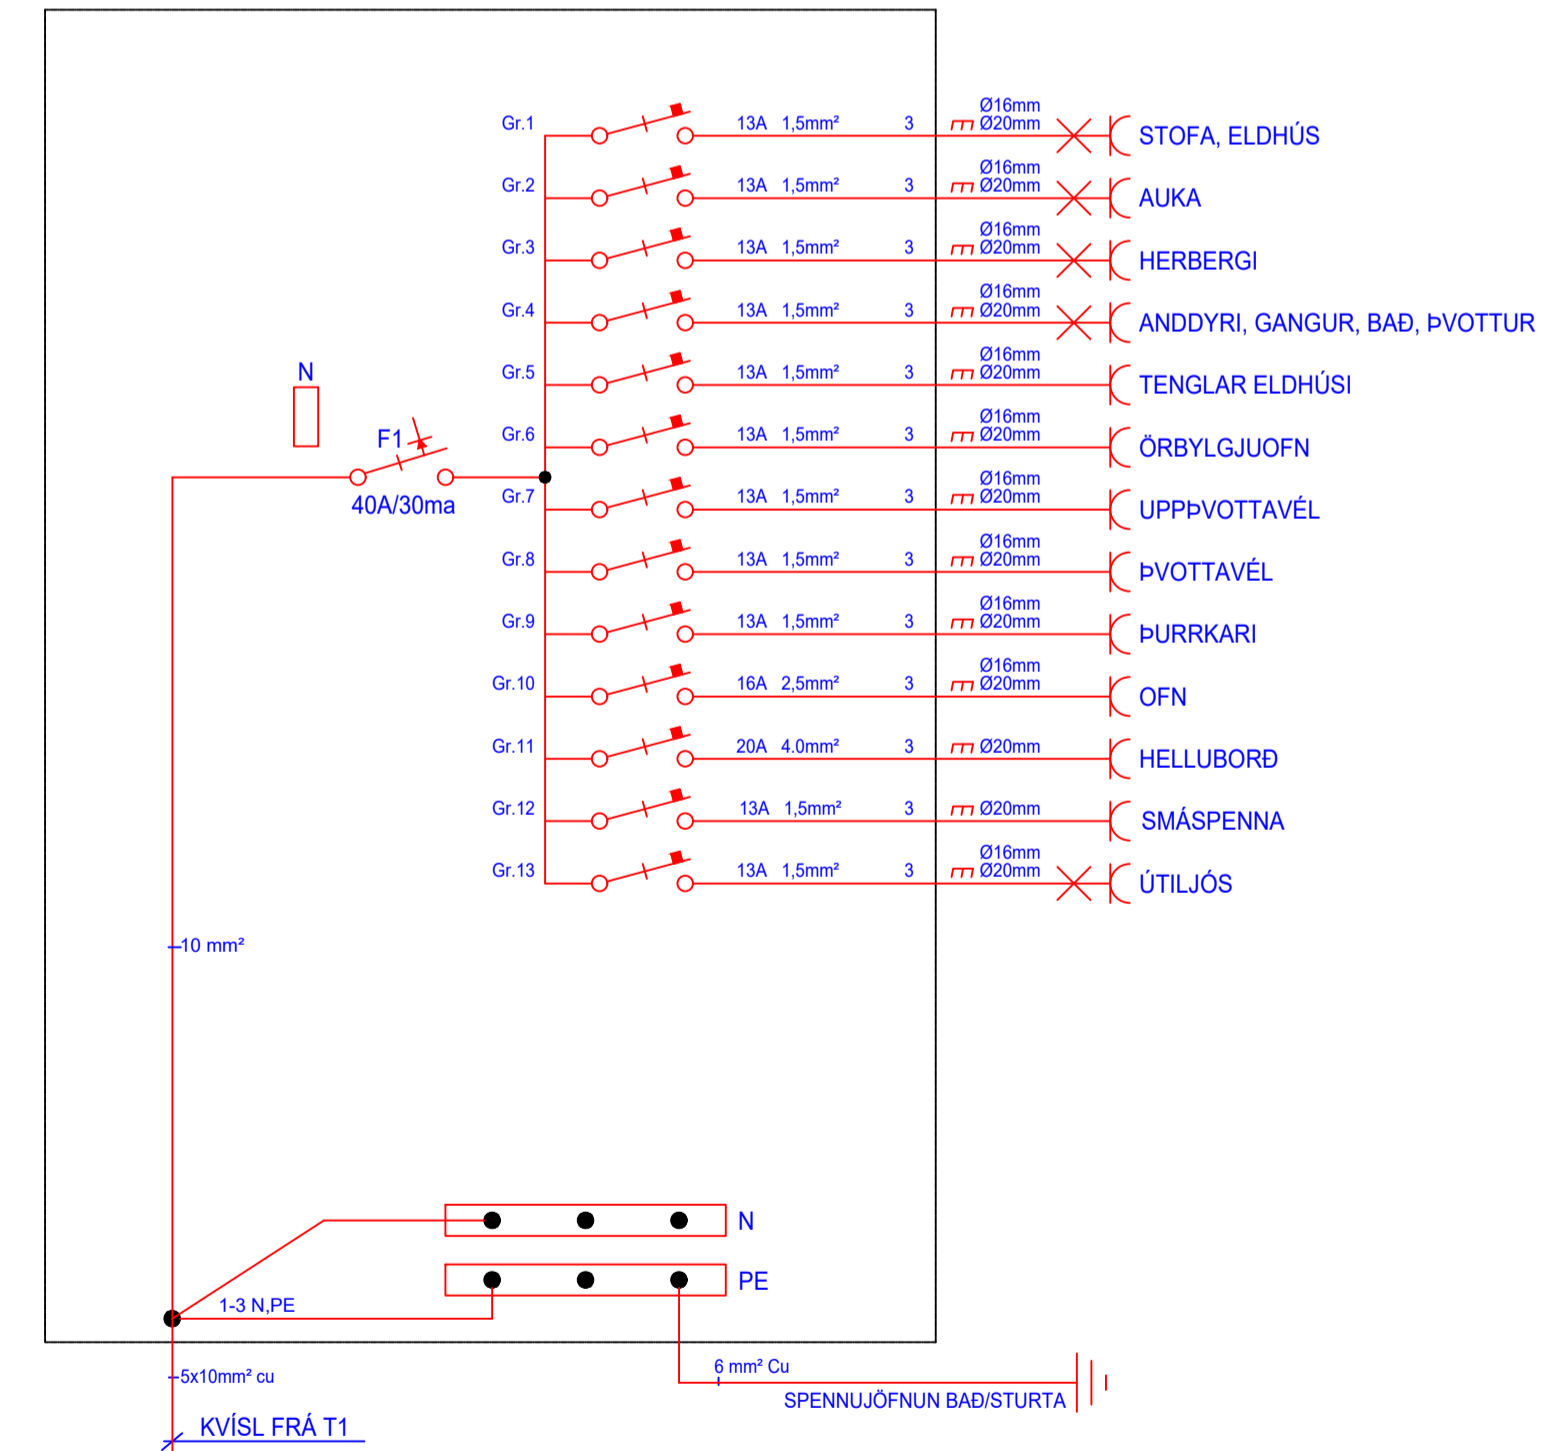 Ø16mm
Gr.1 13A 1,5mm² 3 Ø20mm STOFA, ELDHÚS
Ø16mm
Gr.2 13A 1,5mm² 3 Ø20mm AUKA
Ø16mm
Gr.3 13A 1,5mm² 3 Ø20mm HERBERGI
Ø16mm
Gr.4 13A 1,5mm² 3 Ø20mm ANDDYRI, GANGUR, BAÐ, ÞVOTTUR
Ø16mm
Gr.5 13A 1,5mm² 3 Ø20mm TENGLAR ELDHÚSI
Ø16mm
Gr.6 13A 1,5mm² 3 Ø20mm ÖRBYLGJUOFN
Ø16mm
Gr.7 13A 1,5mm² 3 Ø20mm UPPÞVOTTAVÉL
Ø16mm
Gr.8 13A 1,5mm² 3 Ø20mm ÞVOTTAVÉL
Ø16mm
Gr.9 13A 1,5mm² 3 Ø20mm ÞURRKARI
Ø16mm
Gr.10 16A 2,5mm² 3 Ø20mm OFN
Gr.11 20A 4.0mm² 3 Ø20mm HELLUBORÐ
Gr.12 13A 1,5mm² 3 Ø20mm SMÁSPENNA
Ø16mm
Gr.13 13A 1,5mm² 3 Ø20mm ÚTILJÓS
N
F1
40A/30ma
10 mm²
N
PE
1-3 N,PE
5x10mm² cu
6 mm² Cu
SPENNUJÖFNUN BAÐ/STURTA
KVÍSL FRÁ T1